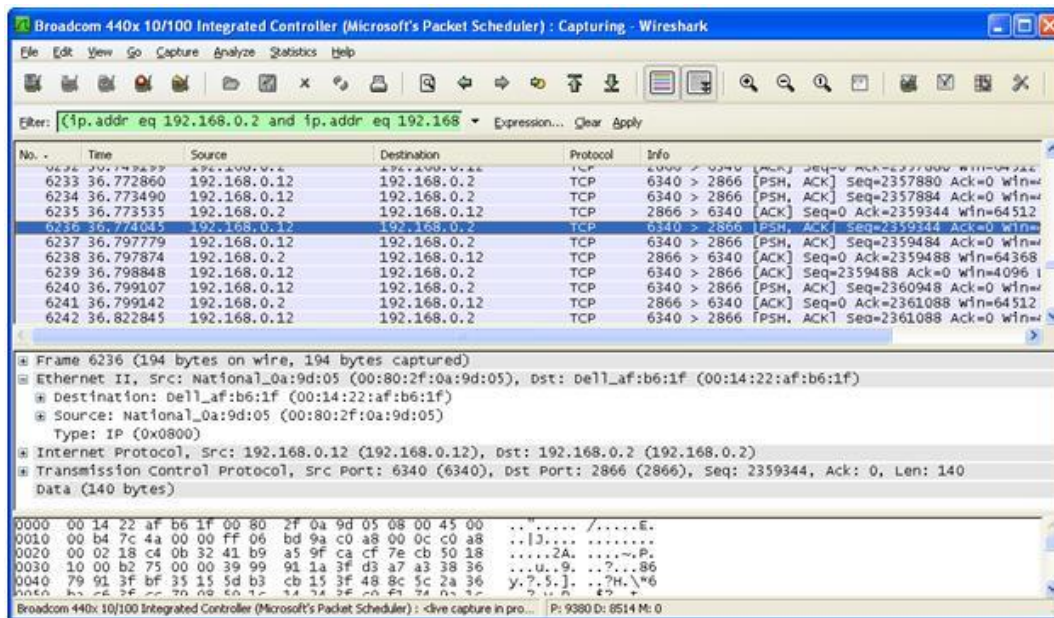 Broadcom 440x 10/100 Integrated Controller (Microsoft's Packet Scheduler) : Capturing - Wireshark
File Edit View Go Capture Analyze Statistics Help
Filter: (ip.addr eq 192.168.0.2 and ip.addr eq 192.168 Expression... Clear Apply
No. - Time Source Destination Protocol Info
6233 36.772860 192.168.0.12 192.168.0.2 TCP 6340 > 2866 [PSH, ACK] Seq=2357880 Ack=0 Win=
6234 36.773490 192.168.0.12 192.168.0.2 TCP 6340 > 2866 [PSH, ACK] Seq=2357884 Ack=0 Win=
6235 36.773535 192.168.0.2 192.168.0.12 TCP 2866 > 6340 [ACK] Seq=0 Ack=2359344 Win=64512
6236 36.774045 192.168.0.12 192.168.0.2 TCP 6340 > 2866 [PSH, ACK] Seq=2359344 Ack=0 Win=
6237 36.797779 192.168.0.12 192.168.0.2 TCP 6340 > 2866 [PSH, ACK] Seq=2359484 Ack=0 Win=
6238 36.797874 192.168.0.2 192.168.0.12 TCP 2866 > 6340 [ACK] Seq=0 Ack=2359488 Win=64368
6239 36.798848 192.168.0.12 192.168.0.2 TCP 6340 > 2866 [ACK] Seq=2359488 Ack=0 Win=4096
6240 36.799107 192.168.0.12 192.168.0.2 TCP 6340 > 2866 [PSH, ACK] Seq=2360948 Ack=0 Win=
6241 36.799142 192.168.0.2 192.168.0.12 TCP 2866 > 6340 [ACK] Seq=0 Ack=2361088 Win=64512
6242 36.822845 192.168.0.12 192.168.0.2 TCP 6340 > 2866 [PSH, ACK] Seq=2361088 Ack=0 Win=
Frame 6236 (194 bytes on wire, 194 bytes captured)
Ethernet II, Src: National_0a:9d:05 (00:80:2f:0a:9d:05), Dst: Dell_af:b6:1f (00:14:22:af:b6:1f)
Destination: Dell_af:b6:1f (00:14:22:af:b6:1f)
Source: National_0a:9d:05 (00:80:2f:0a:9d:05)
Type: IP (0x0800)
Internet Protocol, Src: 192.168.0.12 (192.168.0.12), Dst: 192.168.0.2 (192.168.0.2)
Transmission Control Protocol, Src Port: 6340 (6340), Dst Port: 2866 (2866), Seq: 2359344, Ack: 0, Len: 140
Data (140 bytes)
0000 00 14 22 af b6 1f 00 80 2f 0a 9d 05 08 00 45 00 ..".....  /.....E.
0010 00 b4 7c 4a 00 00 ff 06 bd 9a c0 a8 00 0c c0 a8 ..|J.... ........
0020 00 02 18 c4 0b 32 41 b9 a5 9f ca cf 7e cb 50 18 .....2A. ....~.P.
0030 10 00 b2 75 00 00 39 99 91 1a 3f d3 a7 a3 38 36 ...u..9. ..?...86
0040 79 91 3f bf 35 15 5d b3 cb 15 3f 48 8c 5c 2a 36 y.?.5.]. ..?H.\*6
Broadcom 440x 10/100 Integrated Controller (Microsoft's Packet Scheduler) : <live capture in pro... P: 9380 D: 8514 M: 0